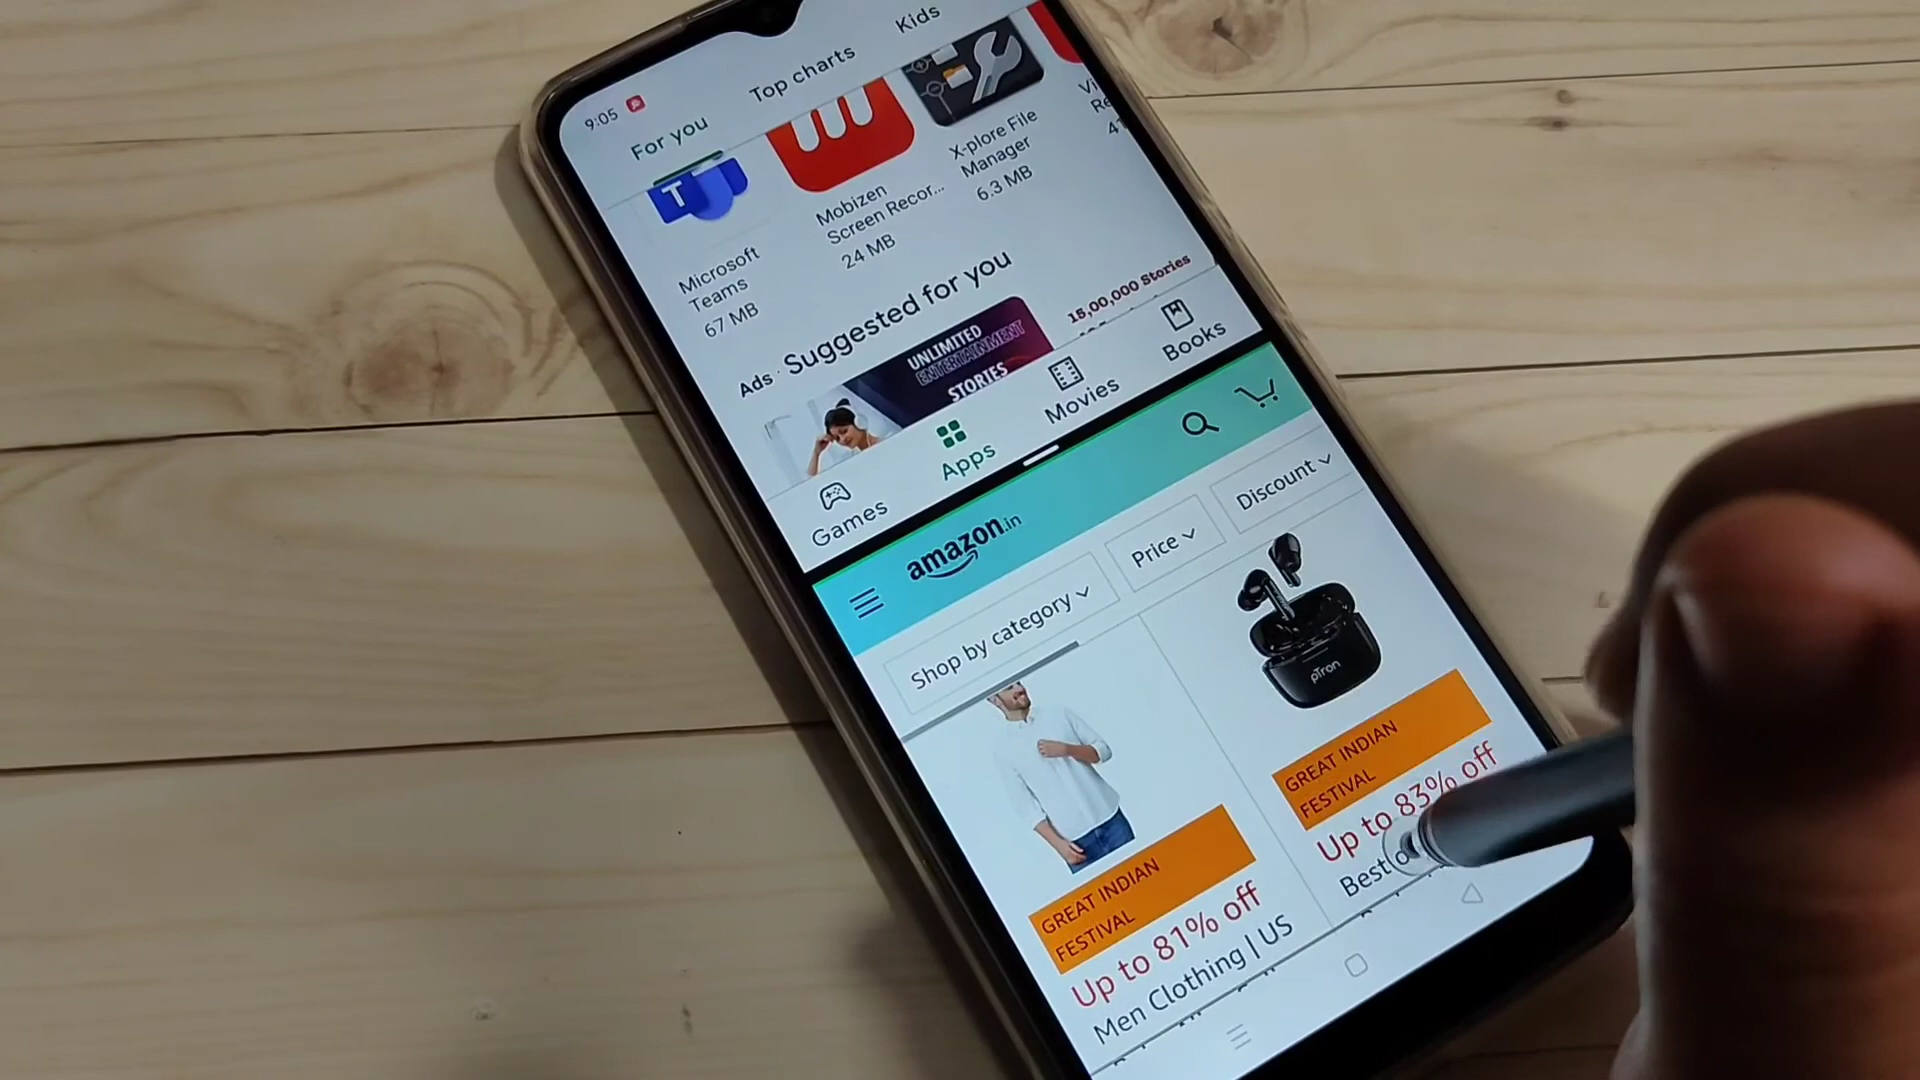 9:05
For you
Top charts
Kids
Microsoft
Teams
67 MB
Mobizen
Screen Recor...
24 MB
X-plore File
Manager
6.3 MB
Ads · Suggested for you
UNLIMITED
ENTERTAINMENT
STORIES
15,00,000 Stories
Games
Apps
Movies
Books
amazon.in
Shop by category
Price
Discount
pTron
GREAT INDIAN
FESTIVAL
Up to 81% off
Men Clothing | US
GREAT INDIAN
FESTIVAL
Up to 83% off
Best